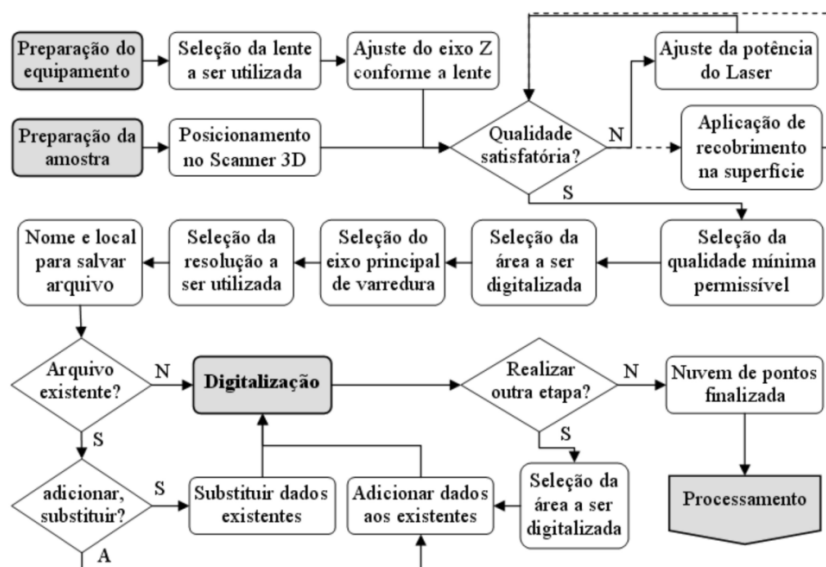 Preparação do
equipamento
Seleção da lente
a ser utilizada
Ajuste do eixo Z
conforme a lente
Ajuste da potência
do Laser
Preparação da
amostra
Posicionamento
no Scanner 3D
Qualidade
satisfatória?
N
Aplicação de
recobrimento
na superfície
S
Nome e local
para salvar
arquivo
Seleção da
resolução a
ser utilizada
Seleção do
eixo principal
de varredura
Seleção da
área a ser
digitalizada
Seleção da
qualidade mínima
permissível
Arquivo
existente?
N
Digitalização
Realizar
outra etapa?
N
Nuvem de pontos
finalizada
S
S
adicionar,
substituir?
S
Substituir dados
existentes
Adicionar dados
aos existentes
Seleção da
área a ser
digitalizada
Processamento
A